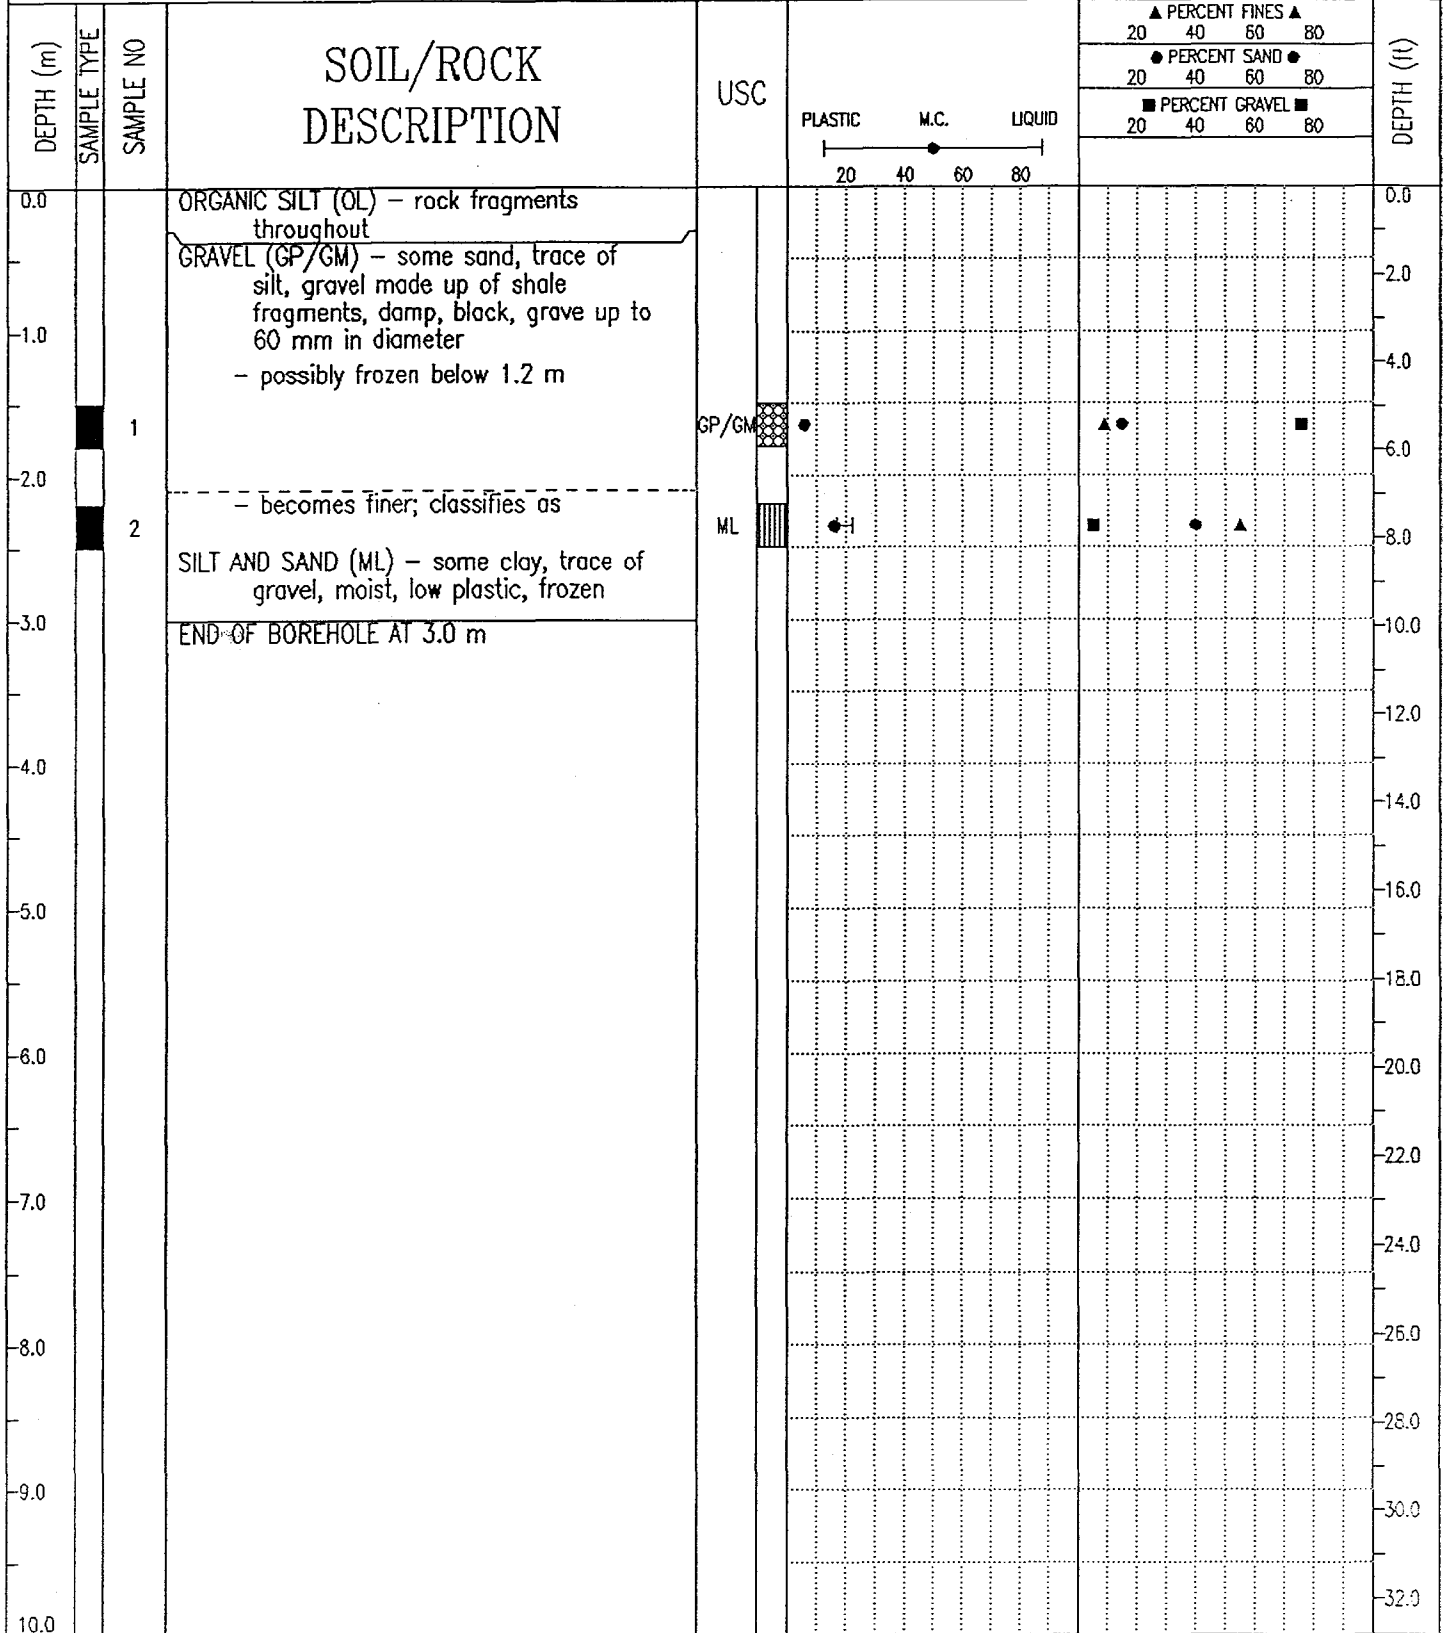 DEPTH (m)
SAMPLE TYPE
SAMPLE NO
SOIL/ROCK
DESCRIPTION
USC
PLASTIC M.C. LIQUID
20 40 60 80
▲ PERCENT FINES ▲
20 40 60 80
● PERCENT SAND ●
20 40 60 80
■ PERCENT GRAVEL ■
20 40 60 80
DEPTH (ft)
0.0
ORGANIC SILT (OL) – rock fragments
throughout
GRAVEL (GP/GM) – some sand, trace of
silt, gravel made up of shale
fragments, damp, black, grave up to
60 mm in diameter
– possibly frozen below 1.2 m
1
GP/GM
– becomes finer; classifies as
2
ML
SILT AND SAND (ML) – some clay, trace of
gravel, moist, low plastic, frozen
END OF BOREHOLE AT 3.0 m
1.0
2.0
3.0
4.0
5.0
6.0
7.0
8.0
9.0
10.0
0.0
2.0
4.0
6.0
8.0
10.0
12.0
14.0
16.0
18.0
20.0
22.0
24.0
26.0
28.0
30.0
32.0